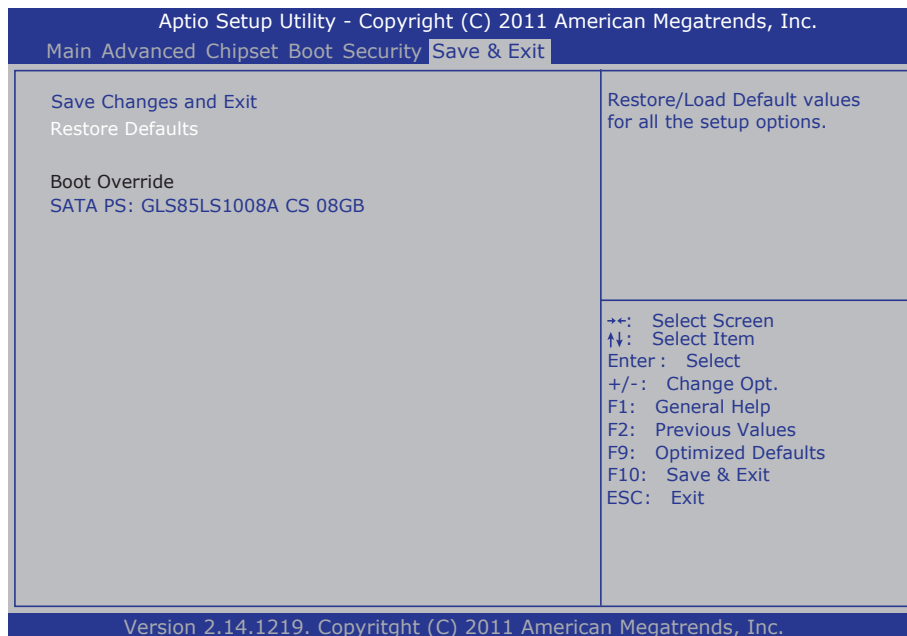 Aptio Setup Utility - Copyright (C) 2011 American Megatrends, Inc.
Main Advanced Chipset Boot Security Save & Exit
Save Changes and Exit
Restore Defaults
Boot Override
SATA PS: GLS85LS1008A CS 08GB
Restore/Load Default values
for all the setup options.
→←: Select Screen
↑↓: Select Item
Enter : Select
+/-: Change Opt.
F1: General Help
F2: Previous Values
F9: Optimized Defaults
F10: Save & Exit
ESC: Exit
Version 2.14.1219. Copyritght (C) 2011 American Megatrends, Inc.